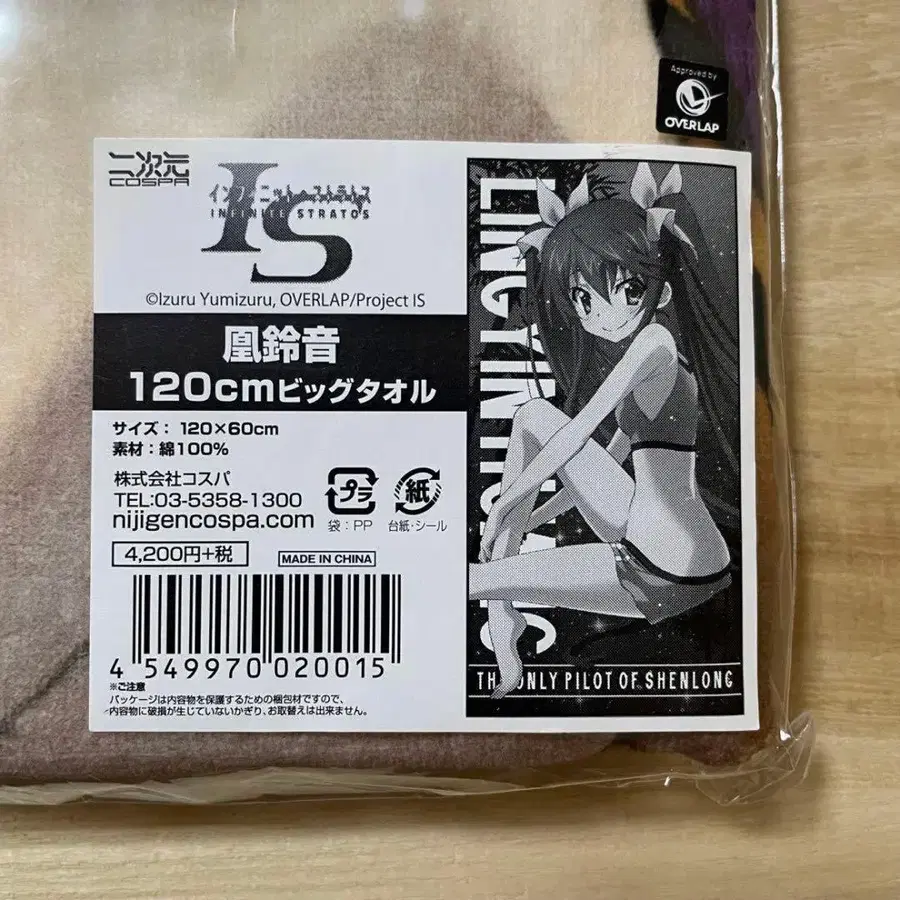 Approved by
OVERLAP
二次元
COSPA
インフィニット・ストラトス
INFINITE STRATOS
IS
©Izuru Yumizuru, OVERLAP/Project IS
凰鈴音
120cmビッグタオル
サイズ： 120×60cm
素材：綿100%
株式会社コスパ
TEL:03-5358-1300
nijigencospa.com
プラ
袋：PP
紙
台紙・シール
4,200円+税
MADE IN CHINA
4 549970 020015
※ご注意
パッケージは内容物を保護するための梱包材ですので、
内容物に破損が生じていないかぎり、お取替えは出来ません。
LING YIN
THE ONLY PILOT OF SHENLONG